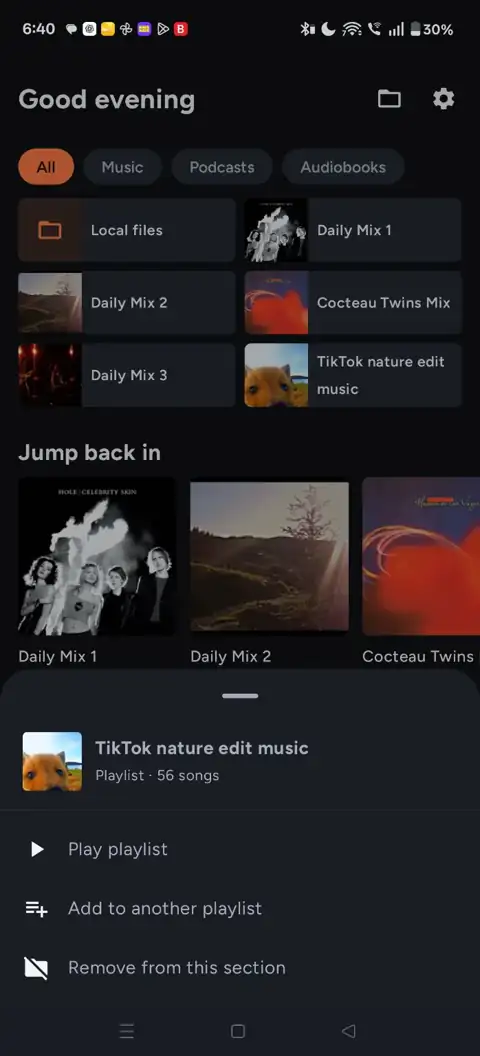 6:40
B
30%
Good evening
All
Music
Podcasts
Audiobooks
Local files
Daily Mix 1
Daily Mix 2
Cocteau Twins Mix
Daily Mix 3
TikTok nature edit
music
Jump back in
HOLE | CELEBRITY SKIN
Daily Mix 1
Daily Mix 2
Cocteau Twins
TikTok nature edit music
Playlist · 56 songs
Play playlist
Add to another playlist
Remove from this section